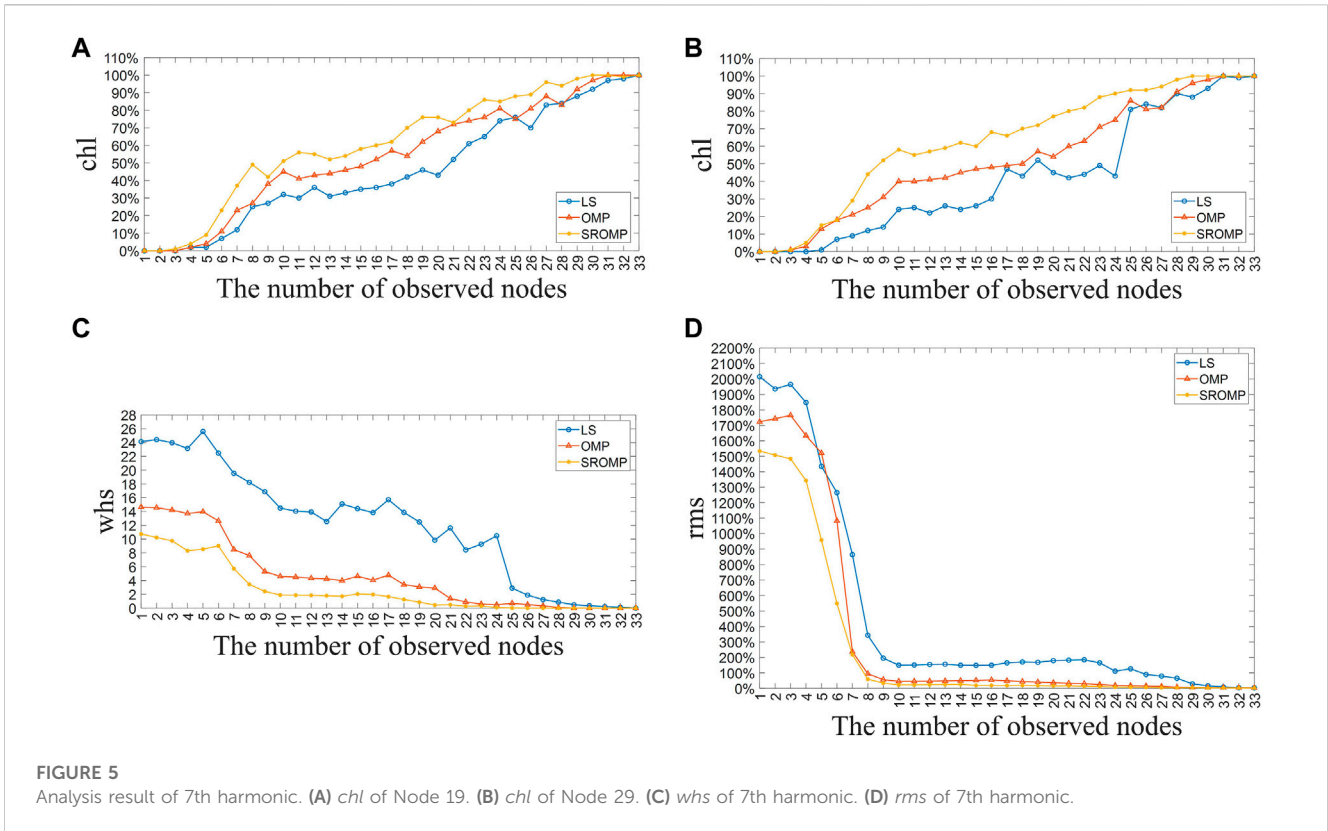 A
110%
100%
90%
80%
70%
60%
50%
40%
30%
20%
10%
0%
chl
LS
OMP
SROMP
1 2 3 4 5 6 7 8 9 10 11 12 13 14 15 16 17 18 19 20 21 22 23 24 25 26 27 28 29 30 31 32 33
The number of observed nodes
B
110%
100%
90%
80%
70%
60%
50%
40%
30%
20%
10%
0%
chl
LS
OMP
SROMP
1 2 3 4 5 6 7 8 9 10 11 12 13 14 15 16 17 18 19 20 21 22 23 24 25 26 27 28 29 30 31 32 33
The number of observed nodes
C
28
26
24
22
20
18
16
14
12
10
8
6
4
2
0
whs
LS
OMP
SROMP
1 2 3 4 5 6 7 8 9 10 11 12 13 14 15 16 17 18 19 20 21 22 23 24 25 26 27 28 29 30 31 32 33
The number of observed nodes
D
2200%
2100%
2000%
1900%
1800%
1700%
1600%
1500%
1400%
1300%
1200%
1100%
1000%
900%
800%
700%
600%
500%
400%
300%
200%
100%
0%
rms
LS
OMP
SROMP
1 2 3 4 5 6 7 8 9 10 11 12 13 14 15 16 17 18 19 20 21 22 23 24 25 26 27 28 29 30 31 32 33
The number of observed nodes
FIGURE 5
Analysis result of 7th harmonic. (A) chl of Node 19. (B) chl of Node 29. (C) whs of 7th harmonic. (D) rms of 7th harmonic.